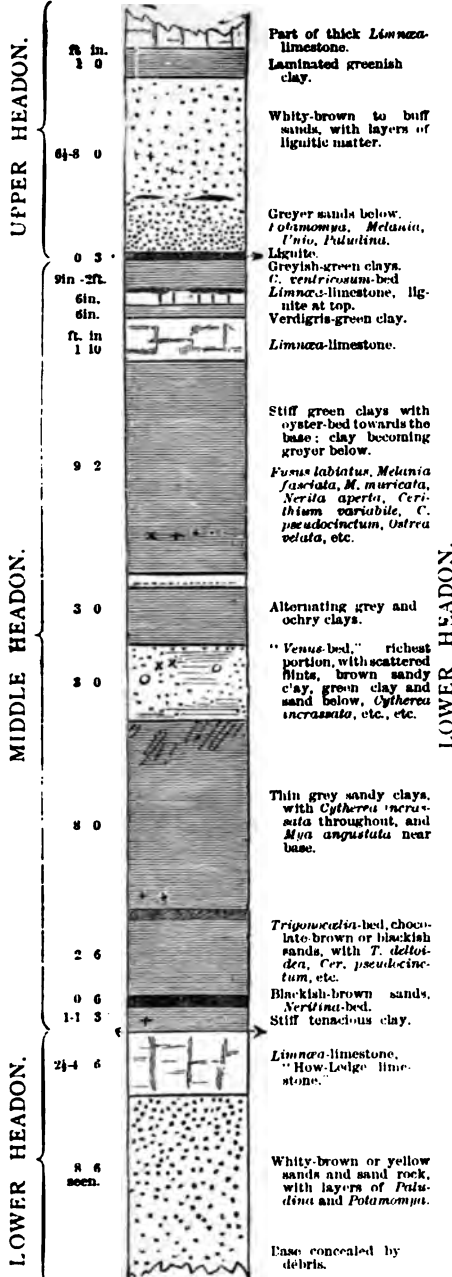 UPPER HEADON.
MIDDLE HEADON.
LOWER HEADON.
ft in.
1 0
6½-8 0
0 3
9in -2ft.
6in.
6in.
ft. in
1 10
9 2
3 0
3 0
8 0
2 6
0 6
1-1 3
2½-4 6
8 6
seen.
Part of thick Limnæa-
limestone.
Laminated greenish
clay.
Whity-brown to buff
sands, with layers of
lignitic matter.
Greyer sands below.
Potamomya, Melania,
Unio, Paludina.
Lignite.
Greyish-green clays.
C. ventricosum-bed
Limnæa-limestone, lig-
nite at top.
Verdigris-green clay.
Limnæa-limestone.
Stiff green clays with
oyster-bed towards the
base; clay becoming
greyer below.
Fusus labiatus, Melania
fasciata, M. muricata,
Nerita aperta, Ceri-
thium variabile, C.
pseudocinctum, Ostrea
velata, etc.
Alternating grey and
ochry clays.
"Venus-bed," richest
portion, with scattered
flints, brown sandy
clay, green clay and
sand below, Cytherea
incrassata, etc., etc.
Thin grey sandy clays,
with Cytherea incras-
sata throughout, and
Mya angustata near
base.
Trigonocœlia-bed, choco-
late-brown or blackish
sands, with T. deltoi-
dea, Cer. pseudocinc-
tum, etc.
Blackish-brown sands,
Neritina-bed.
Stiff tenacious clay.
Limnæa-limestone,
"How-Ledge lime-
stone."
Whity-brown or yellow
sands and sand rock,
with layers of Palu-
dina and Potamomya.
Base concealed by
débris.
LOWER HEADON.